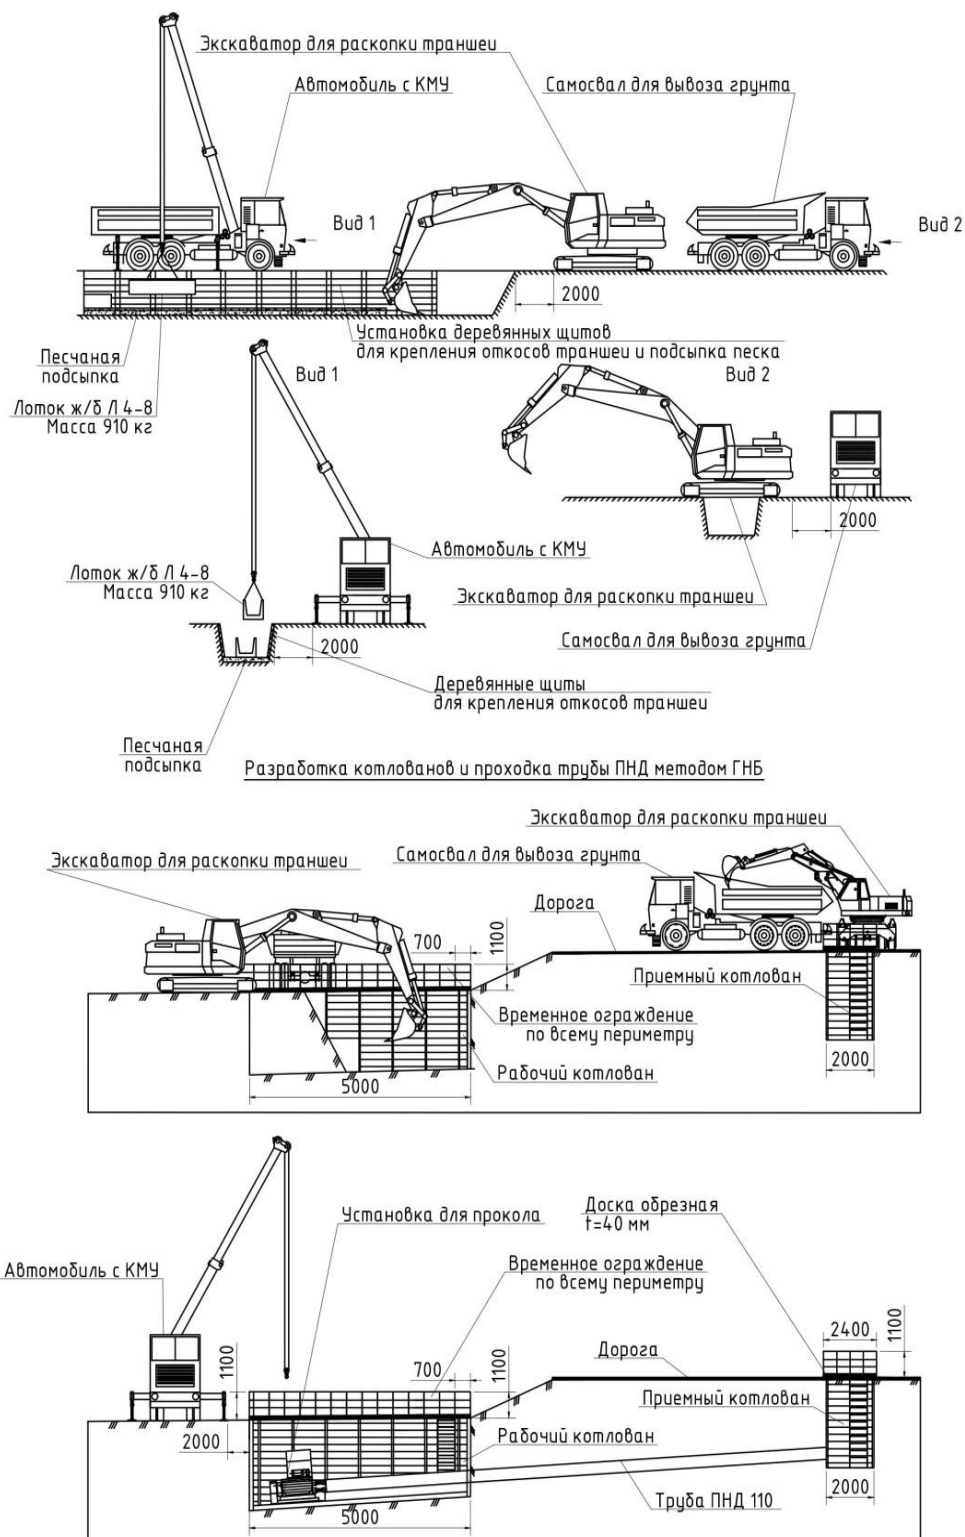 Экскаватор для раскопки траншеи
Автомобиль с КМУ
Самосвал для вывоза грунта
Вид 1
Вид 2
2000
Установка деревянных щитов
для крепления откосов траншеи и подсыпка песка
Песчаная
подсыпка
Лоток ж/б Л 4-8
Масса 910 кг
Вид 1
Вид 2
2000
Автомобиль с КМУ
Лоток ж/б Л 4-8
Масса 910 кг
Экскаватор для раскопки траншеи
Самосвал для вывоза грунта
2000
Деревянные щиты
для крепления откосов траншеи
Песчаная
подсыпка
Разработка котлованов и проходка трубы ПНД методом ГНБ
Экскаватор для раскопки траншеи
Экскаватор для раскопки траншеи
Самосвал для вывоза грунта
Дорога
700
1100
Приемный котлован
Временное ограждение
по всему периметру
Рабочий котлован
2000
5000
Установка для прокола
Доска обрезная
t=40 мм
Автомобиль с КМУ
Временное ограждение
по всему периметру
2400
1100
Дорога
700
1100
1100
Приемный котлован
2000
Рабочий котлован
2000
Труба ПНД 110
5000